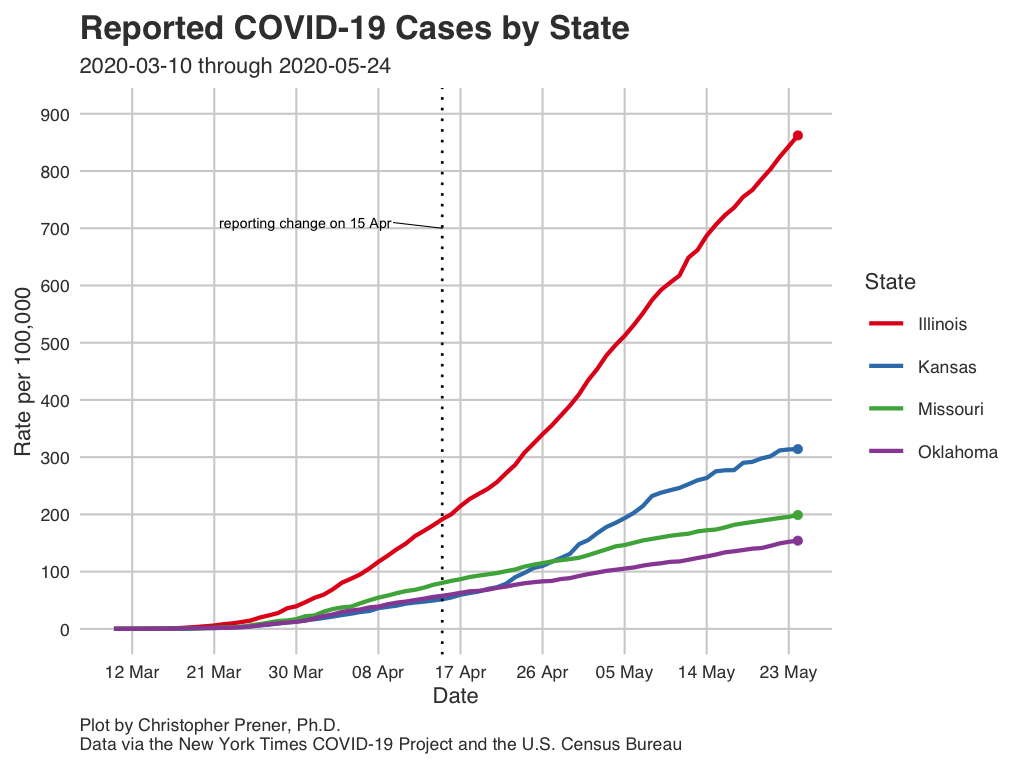 Reported COVID-19 Cases by State
2020-03-10 through 2020-05-24
900
800
700
600
500
400
300
200
100
0
Rate per 100,000
reporting change on 15 Apr
12 Mar
21 Mar
30 Mar
08 Apr
17 Apr
26 Apr
05 May
14 May
23 May
Date
State
Illinois
Kansas
Missouri
Oklahoma
Plot by Christopher Prener, Ph.D.
Data via the New York Times COVID-19 Project and the U.S. Census Bureau